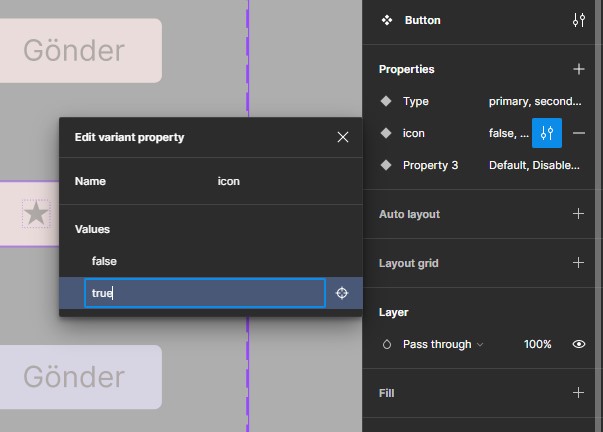 Gönder
Button
Properties
Type primary, second...
icon false, ...
Property 3 Default, Disable...
Edit variant property
Name icon
Values
false
true
Auto layout
Layout grid
Layer
Pass through 100%
Fill
Gönder